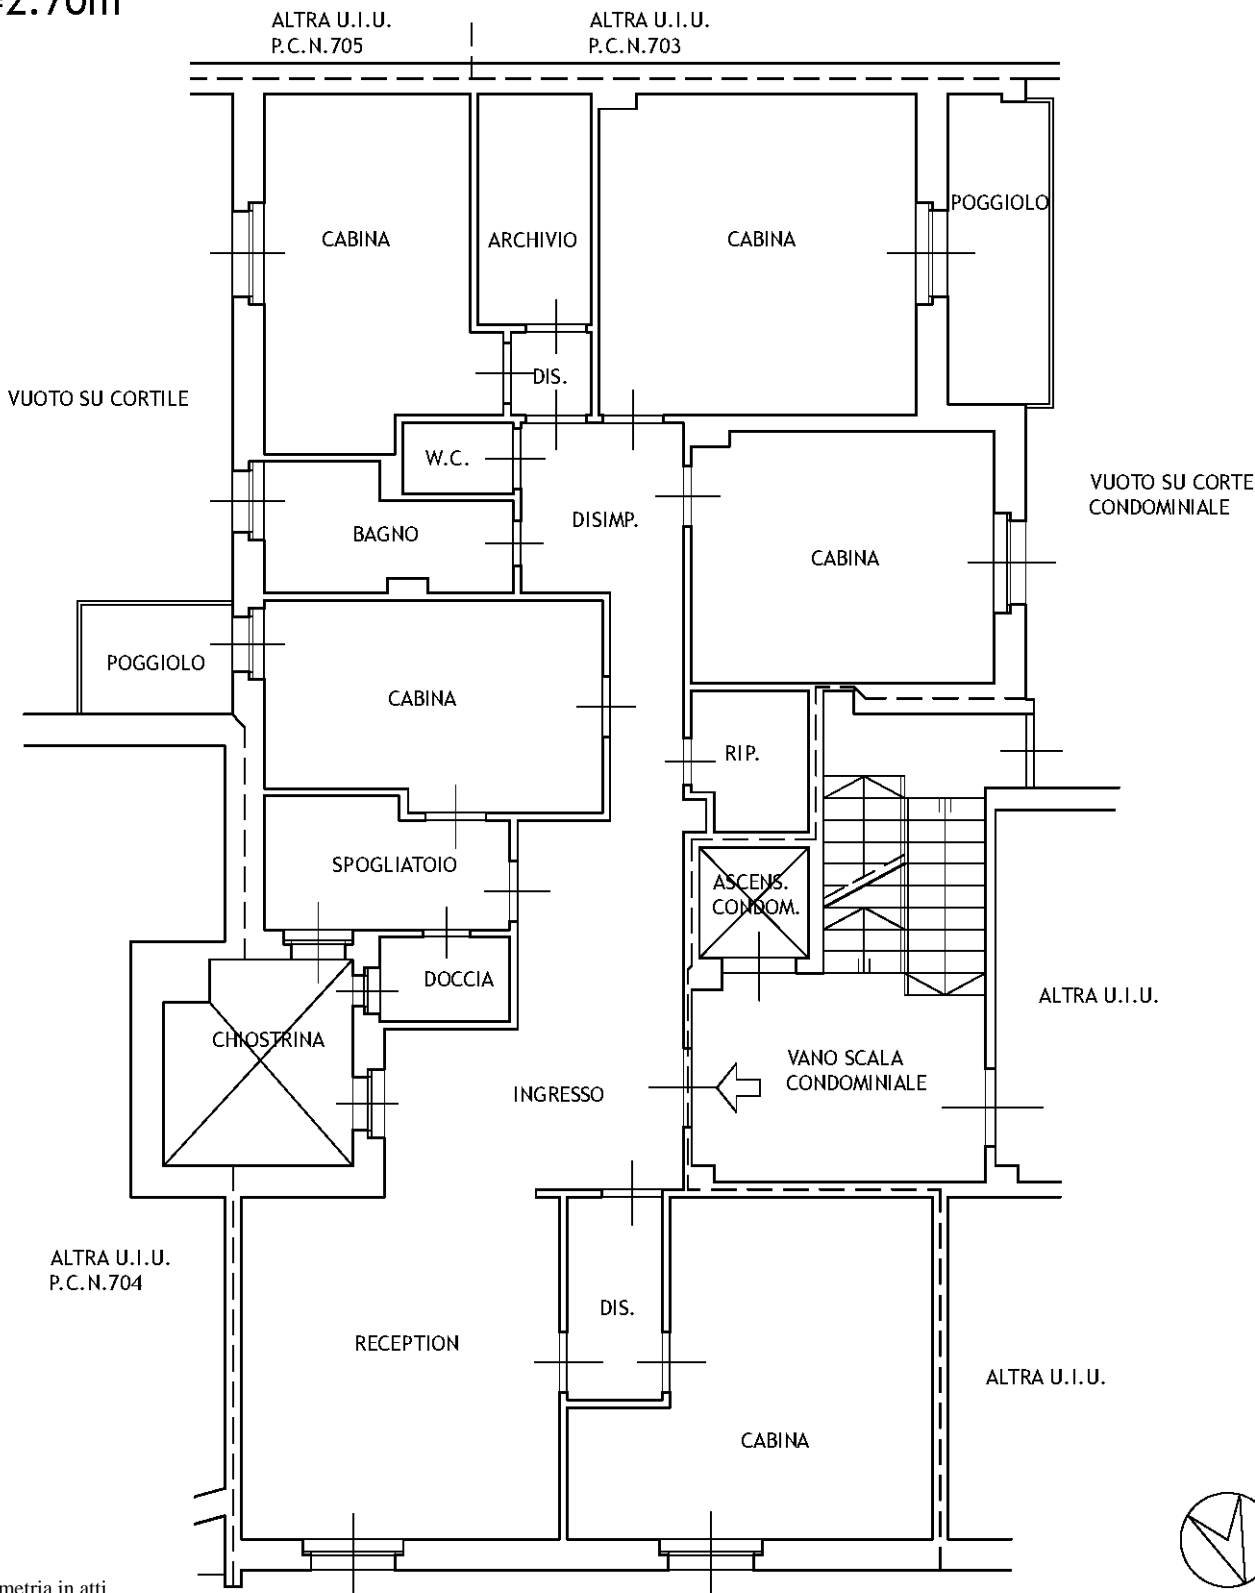 ALTRA U.I.U.
P.C.N.705
ALTRA U.I.U.
P.C.N.703
POGGIOLO
CABINA
ARCHIVIO
CABINA
DIS.
VUOTO SU CORTILE
W.C.
VUOTO SU CORTE
CONDOMINIALE
DISIMP.
BAGNO
CABINA
POGGIOLO
CABINA
RIP.
SPOGLIATOIO
ASCENS.
CONDOM.
DOCCIA
ALTRA U.I.U.
CHIOSTRINA
VANO SCALA
CONDOMINIALE
INGRESSO
ALTRA U.I.U.
P.C.N.704
DIS.
RECEPTION
ALTRA U.I.U.
CABINA
in atti